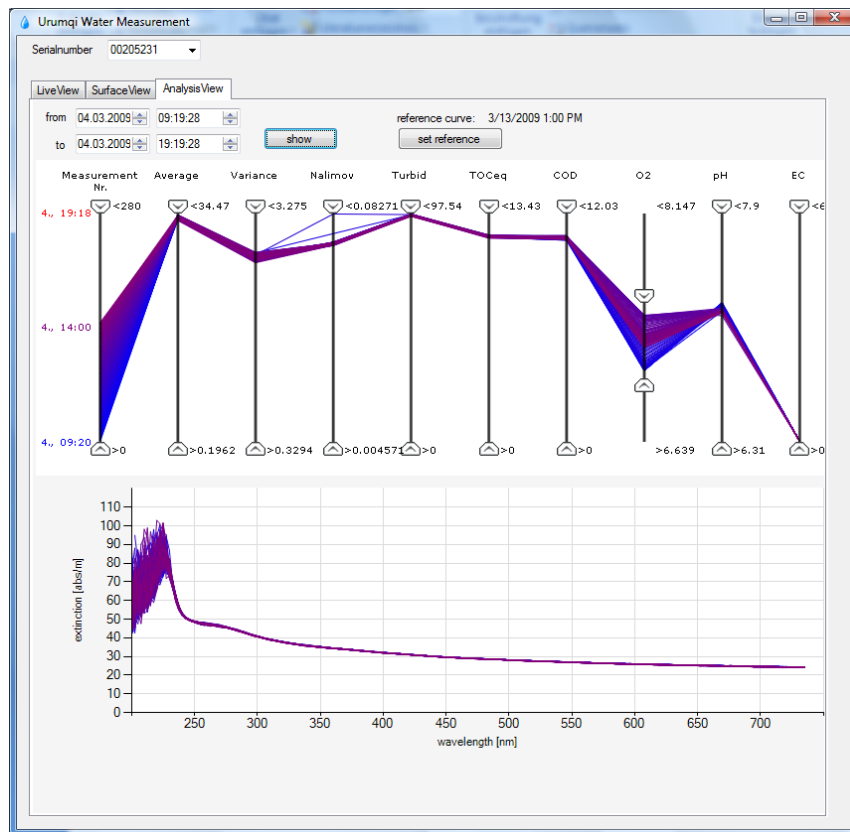 Urumqi Water Measurement
Serialnumber 00205231
LiveView SurfaceView AnalysisView
from 04.03.2009 09:19:28 reference curve: 3/13/2009 1:00 PM
to 04.03.2009 19:19:28 show set reference
Measurement Nr. Average Variance Nalimov Turbid TOCeq COD O2 pH EC
4., 19:18 <280 <34.47 <3.275 <0.08271 <97.54 <13.43 <12.03 <8.147 <7.9 <6
4., 14:00
4., 09:20 >0 >0.1962 >0.3294 >0.004571 >0 >0 >0 >6.639 >6.31 >0
110
100
90
80
70
60
50
40
30
20
10
0
extinction [abs/m]
250 300 350 400 450 500 550 600 650 700
wavelength [nm]